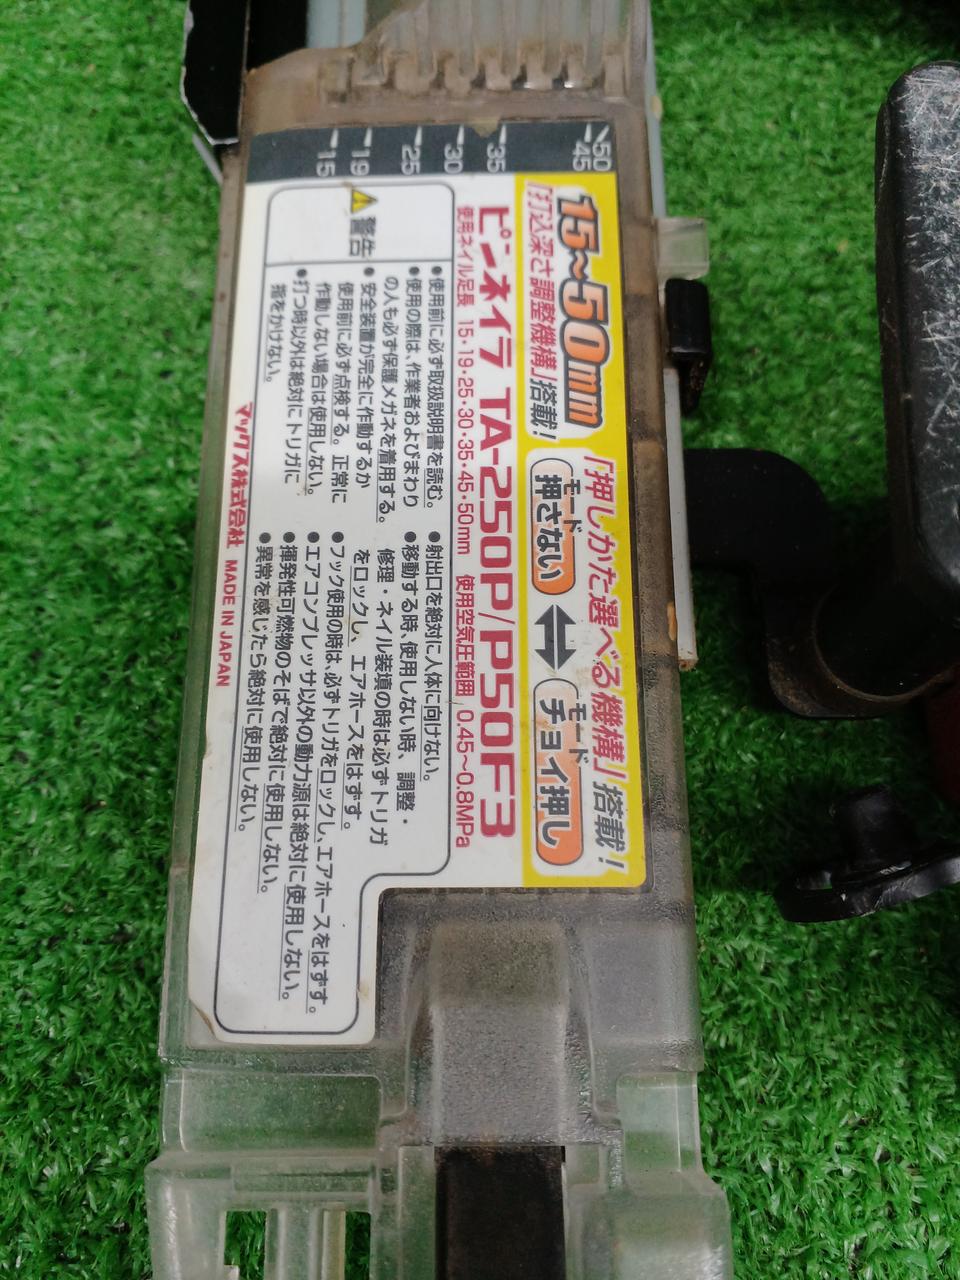 15 19 25 30 35 45 50
15~50mm
「打込深さ調整機構」搭載!
「押しかた選べる機構」搭載!
モード
押さない
モード
チョイ押し
ピンネイラ TA-250P/P50F3
使用ネイル足長 15・19・25・30・35・45・50mm 使用空気圧範囲 0.45~0.8MPa
警告
●使用前に必ず取扱説明書を読む。
●使用の際は、作業者およびまわり
の人も必ず保護メガネを着用する。
●安全装置が完全に作動するか
使用前に必ず点検する。正常に
作動しない場合は使用しない。
●打つ時以外は絶対にトリガに
指をかけない。
●射出口を絶対に人体に向けない。
●移動する時、使用しない時、調整・
修理・ネイル装填の時は必ずトリガ
をロックし、エアホースをはずす。
●フック使用の時は、必ずトリガをロックし、エアホースをはずす。
●エアコンプレッサ以外の動力源は絶対に使用しない。
●揮発性可燃物のそばで絶対に使用しない。
●異常を感じたら絶対に使用しない。
マックス株式会社 MADE IN JAPAN